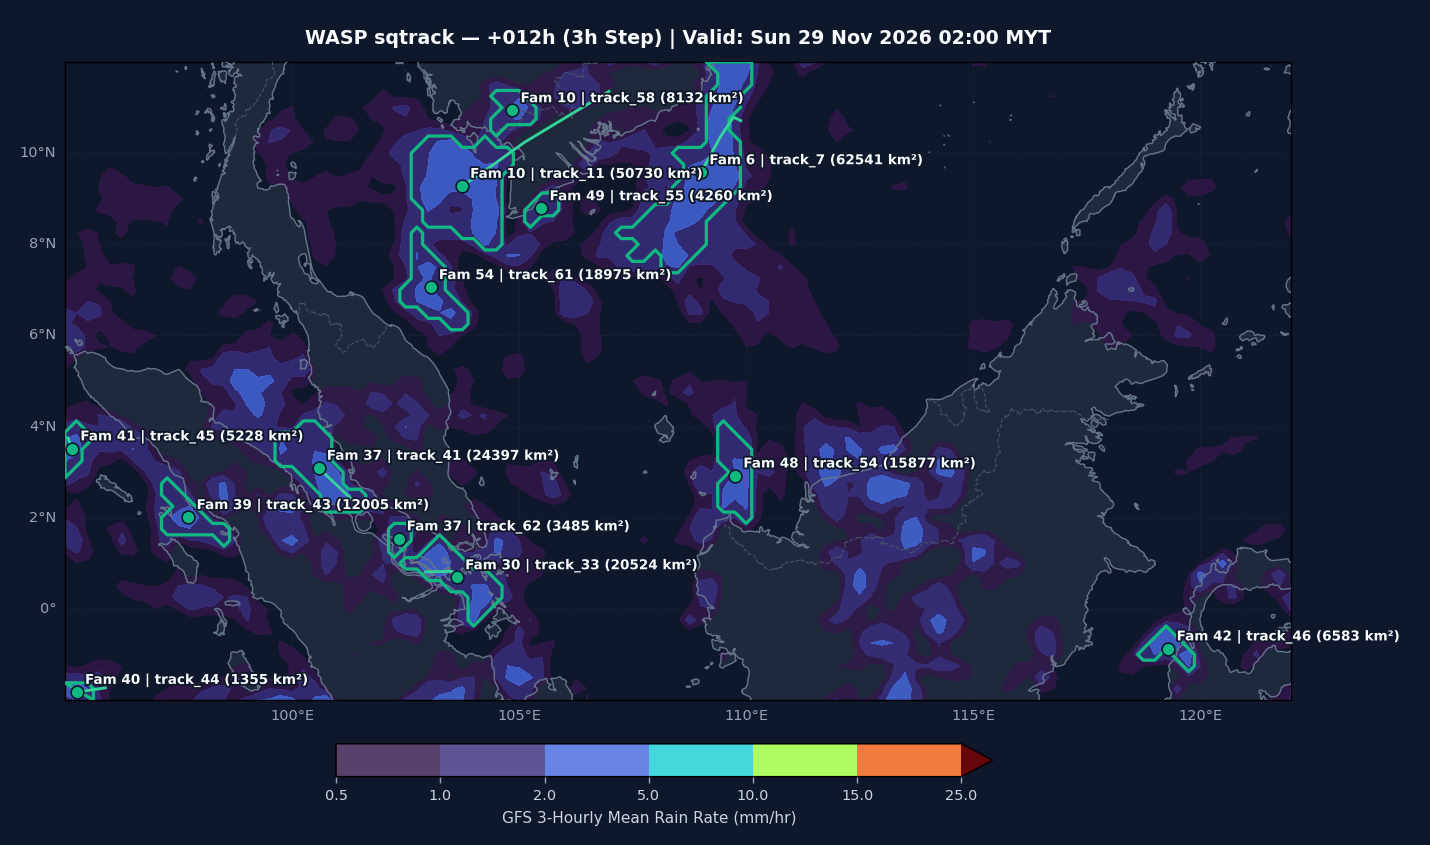 WASP sqtrack — +012h (3h Step) | Valid: Sun 29 Nov 2026 02:00 MYT
Fam 10 | track_58 (8132 km²)
10°N
Fam 6 | track_7 (62541 km²)
Fam 10 | track_11 (50730 km²)
Fam 49 | track_55 (4260 km²)
8°N
Fam 54 | track_61 (18975 km²)
6°N
4°N
Fam 41 | track_45 (5228 km²)
Fam 37 | track_41 (24397 km²)
Fam 48 | track_54 (15877 km²)
Fam 39 | track_43 (12005 km²)
2°N
Fam 37 | track_62 (3485 km²)
Fam 30 | track_33 (20524 km²)
0°
Fam 42 | track_46 (6583 km²)
Fam 40 | track_44 (1355 km²)
100°E 105°E 110°E 115°E 120°E
0.5 1.0 2.0 5.0 10.0 15.0 25.0
GFS 3-Hourly Mean Rain Rate (mm/hr)